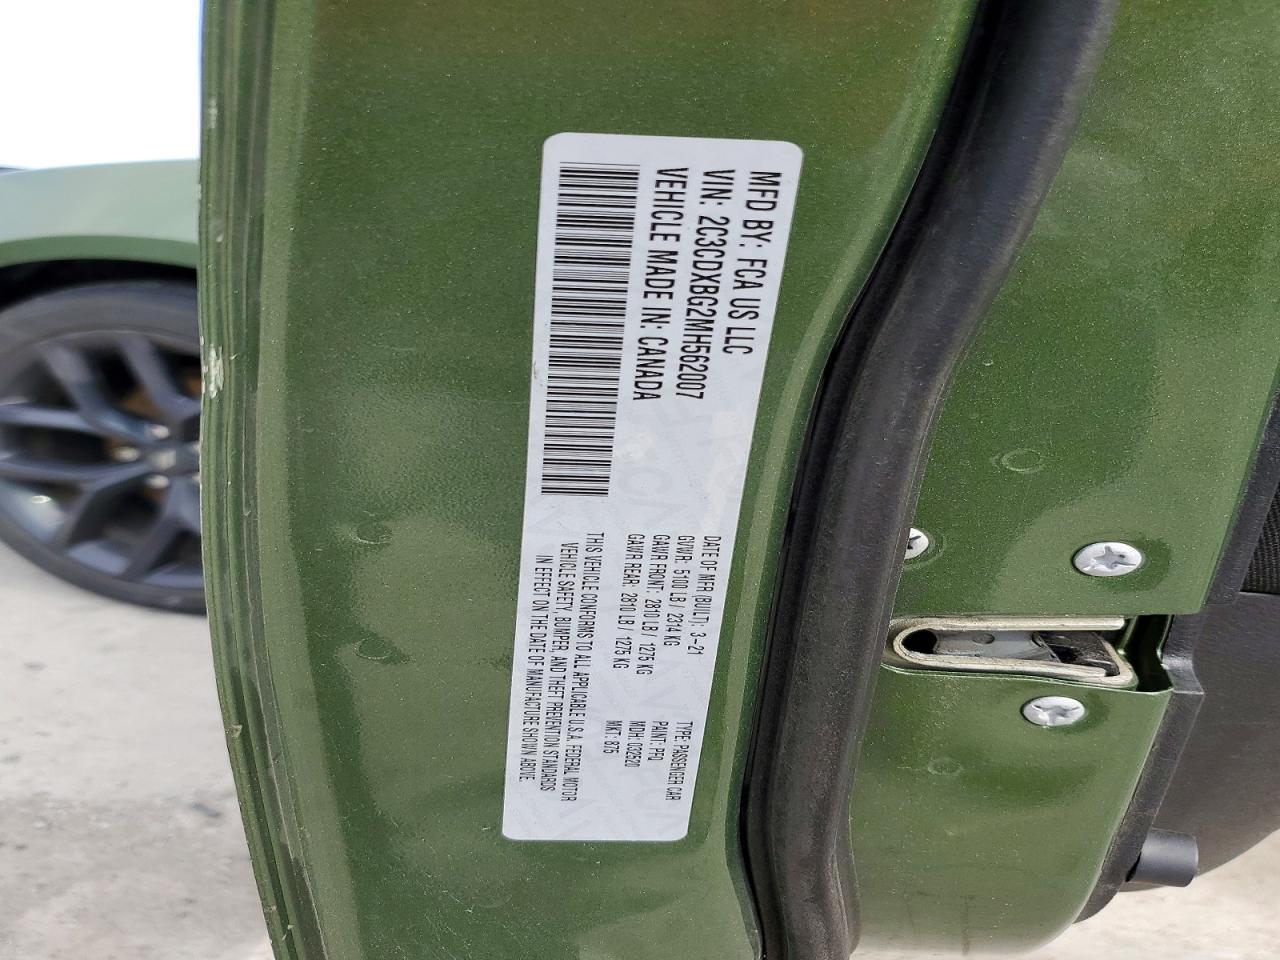 MFD BY: FCA US LLC
VIN: 2C3CDXBG2MH562007
VEHICLE MADE IN: CANADA
DATE OF MFR (BUILT): 3-21
GVWR: 5100 LB / 2314 KG
GAWR FRONT: 2810 LB / 1275 KG
GAWR REAR: 2810 LB / 1275 KG
TYPE: PASSENGER CAR
PAINT: PFQ
MDH: 032520
MKT: 875
THIS VEHICLE CONFORMS TO ALL APPLICABLE U.S.A. FEDERAL MOTOR
VEHICLE SAFETY, BUMPER, AND THEFT PREVENTION STANDARDS
IN EFFECT ON THE DATE OF MANUFACTURE SHOWN ABOVE.